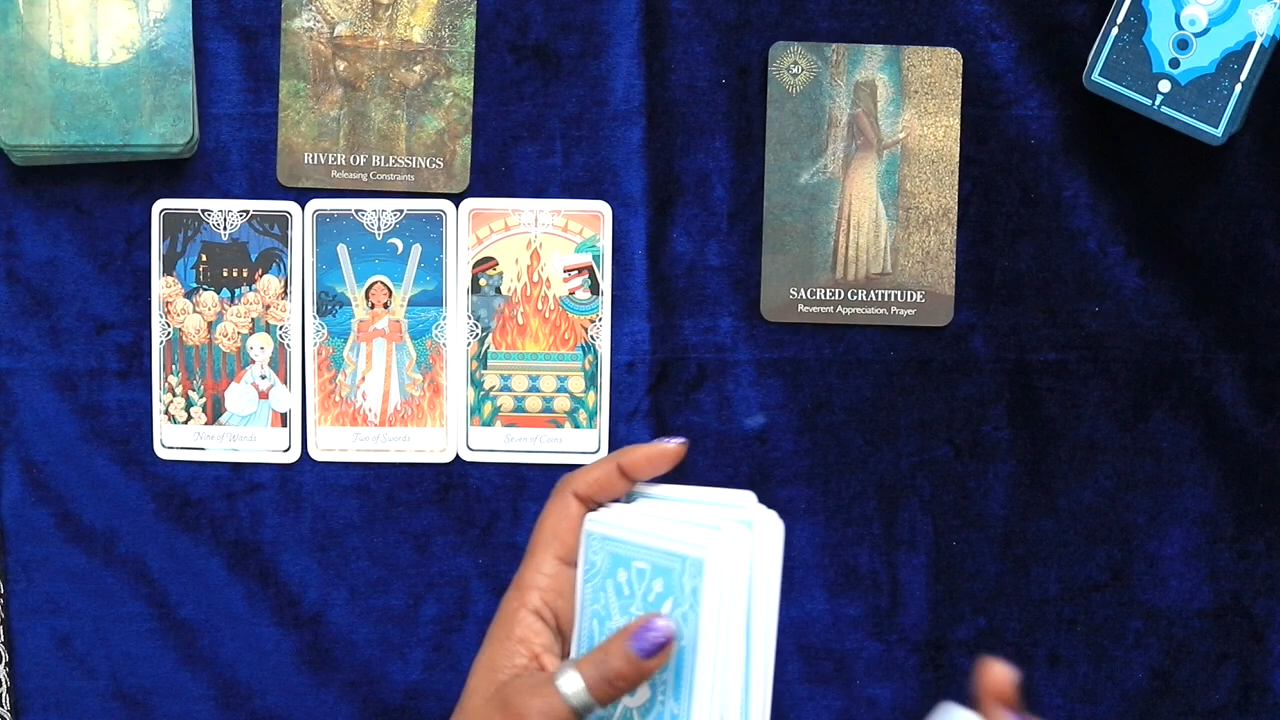 RIVER OF BLESSINGS
Releasing Constraints
50
SACRED GRATITUDE
Reverent Appreciation, Prayer
Nine of Wands
Two of Swords
Seven of Coins